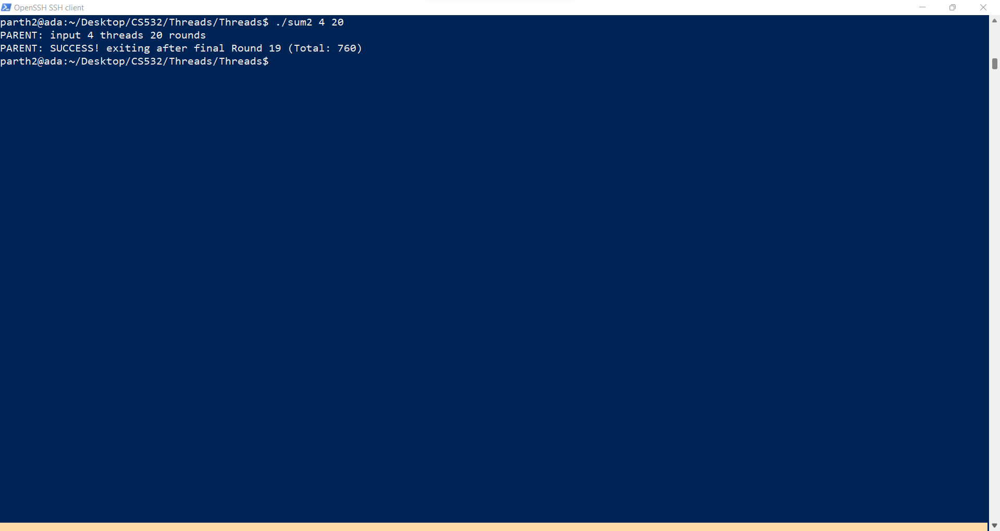 OpenSSH SSH client
parth2@ada:~/Desktop/CS532/Threads/Threads$ ./sum2 4 20
PARENT: input 4 threads 20 rounds
PARENT: SUCCESS! exiting after final Round 19 (Total: 760)
parth2@ada:~/Desktop/CS532/Threads/Threads$